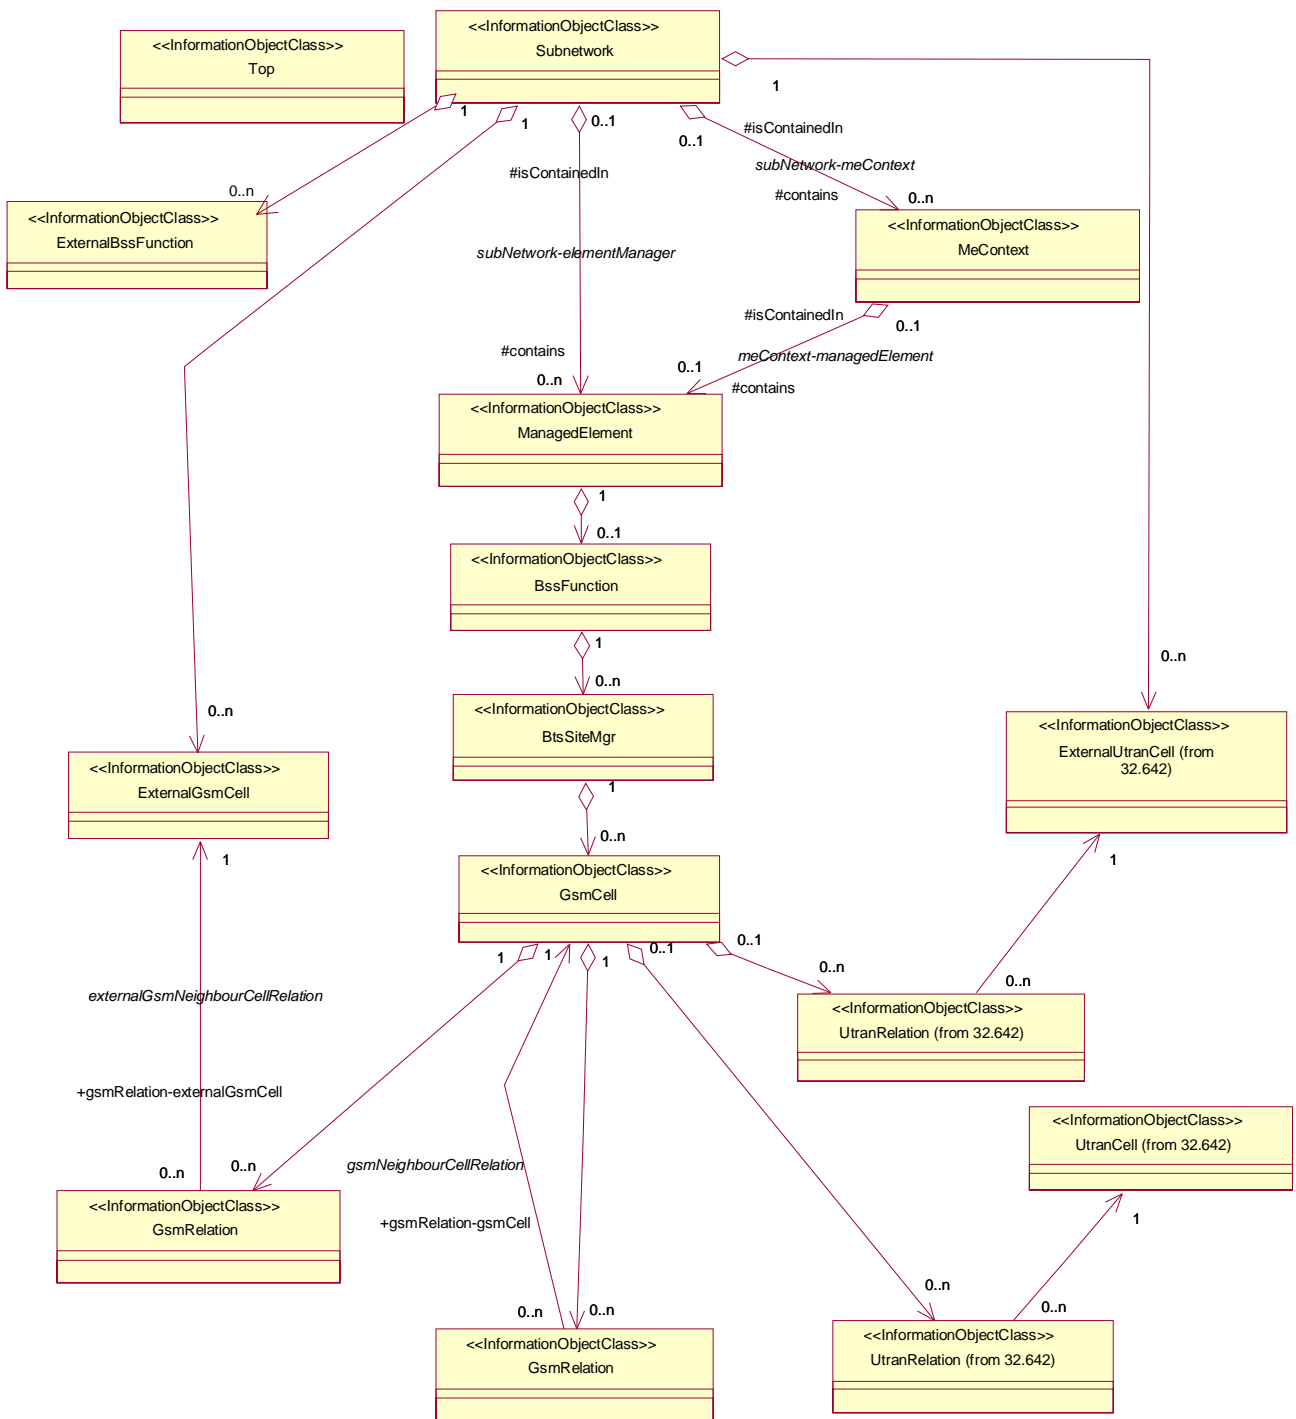 <<InformationObjectClass>>
Subnetwork
<<InformationObjectClass>>
Top
1
1
1
0..1
0..1
#isContainedIn
subNetwork-meContext
#contains
0..n
#isContainedIn
0..n
<<InformationObjectClass>>
ExternalBssFunction
<<InformationObjectClass>>
MeContext
subNetwork-elementManager
#isContainedIn
0..1
meContext-managedElement
0..1
#contains
#contains
0..n
<<InformationObjectClass>>
ManagedElement
1
0..1
<<InformationObjectClass>>
BssFunction
1
0..n
0..n
<<InformationObjectClass>>
BtsSiteMgr
0..n
<<InformationObjectClass>>
ExternalUtranCell (from
32.642)
<<InformationObjectClass>>
ExternalGsmCell
1
0..n
1
1
<<InformationObjectClass>>
GsmCell
1
1
1
0..1
0..1
0..n
0..n
<<InformationObjectClass>>
UtranRelation (from 32.642)
externalGsmNeighbourCellRelation
+gsmRelation-externalGsmCell
<<InformationObjectClass>>
UtranCell (from 32.642)
0..n
0..n
gsmNeighbourCellRelation
<<InformationObjectClass>>
GsmRelation
+gsmRelation-gsmCell
1
0..n
0..n
0..n
0..n
<<InformationObjectClass>>
GsmRelation
<<InformationObjectClass>>
UtranRelation (from 32.642)